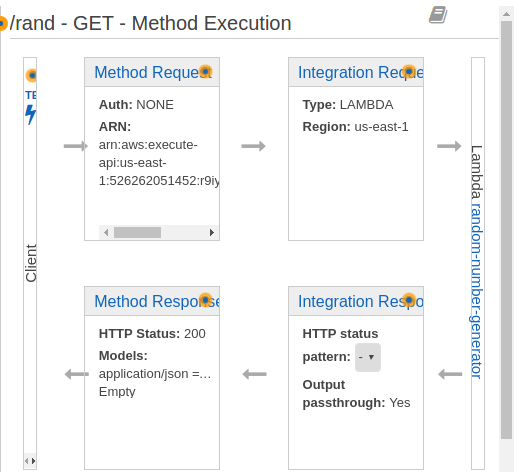 /rand - GET - Method Execution
TE
Client
Method Reque
Auth: NONE
ARN:
arn:aws:execute-
api:us-east-
1:526262051452:r9iy
Integration Reque
Type: LAMBDA
Region: us-east-1
Lambda random-number-generator
Method Response
HTTP Status: 200
Models:
application/json =...
Empty
Integration Respo
HTTP status
pattern: -
Output
passthrough: Yes